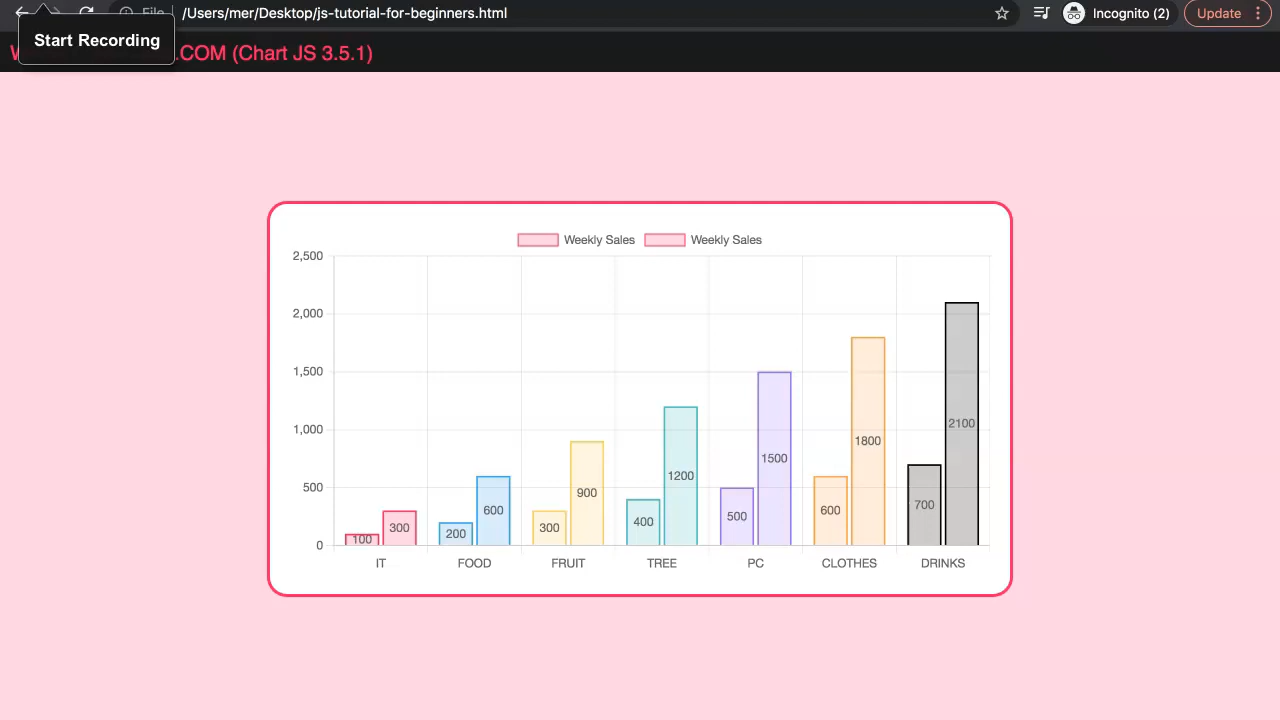 File /Users/mer/Desktop/js-tutorial-for-beginners.html Incognito (2) Update
Start Recording
.COM (Chart JS 3.5.1)
Weekly Sales Weekly Sales
2,500
2,000
1,500
1,000
500
0
100 300 200 600 300 900 400 1200 500 1500 600 1800 700 2100
IT FOOD FRUIT TREE PC CLOTHES DRINKS